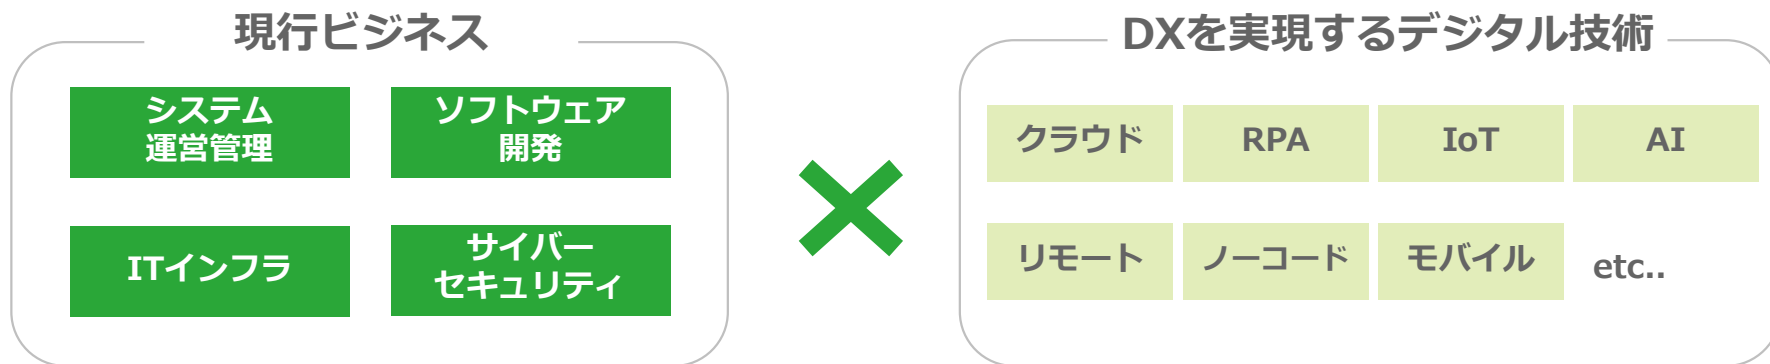 現行ビジネス
システム
運営管理
ソフトウェア
開発
ITインフラ
サイバー
セキュリティ
DXを実現するデジタル技術
クラウド
RPA
IoT
AI
リモート
ノーコード
モバイル
etc..